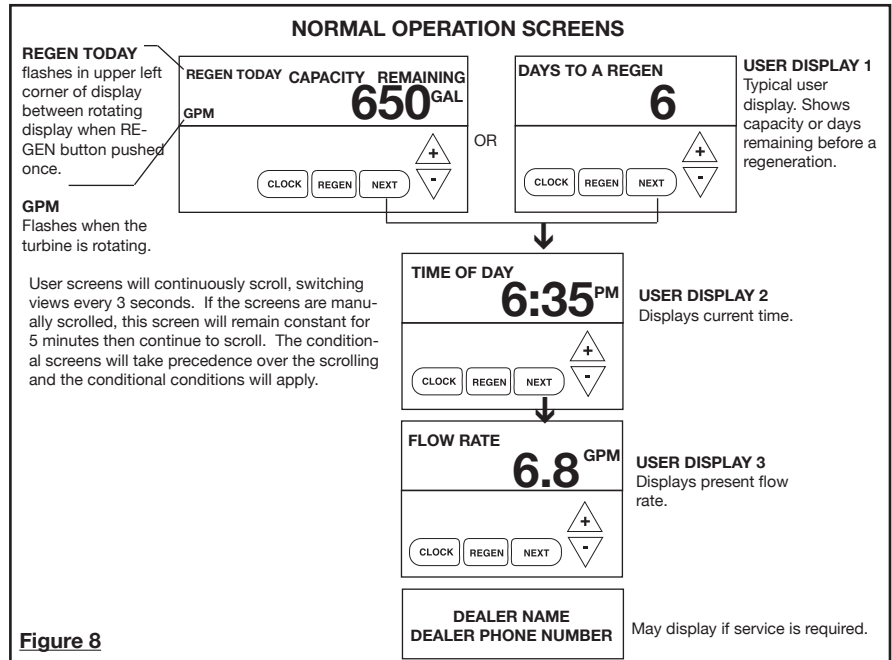 NORMAL OPERATION SCREENS
REGEN TODAY
flashes in upper left
corner of display
between rotating
display when RE-
GEN button pushed
once.
GPM
Flashes when the
turbine is rotating.
REGEN TODAY CAPACITY REMAINING
650 GAL
GPM
CLOCK REGEN NEXT
+
-
OR
DAYS TO A REGEN
6
CLOCK REGEN NEXT
+
-
USER DISPLAY 1
Typical user
display. Shows
capacity or days
remaining before a
regeneration.
User screens will continuously scroll, switching
views every 3 seconds. If the screens are manu-
ally scrolled, this screen will remain constant for
5 minutes then continue to scroll. The condition-
al screens will take precedence over the scrolling
and the conditional conditions will apply.
TIME OF DAY
6:35 PM
CLOCK REGEN NEXT
+
-
USER DISPLAY 2
Displays current time.
FLOW RATE
6.8 GPM
CLOCK REGEN NEXT
+
-
USER DISPLAY 3
Displays present flow
rate.
DEALER NAME
DEALER PHONE NUMBER
May display if service is required.
Figure 8